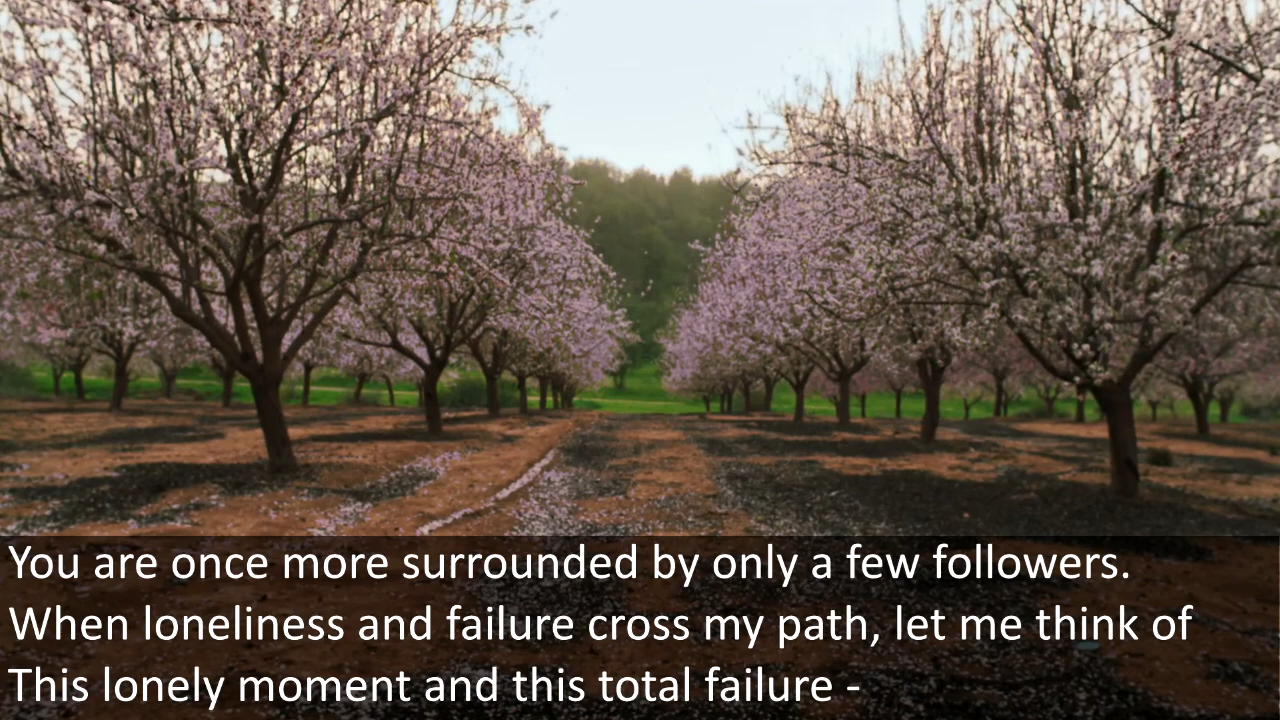 You are once more surrounded by only a few followers.
When loneliness and failure cross my path, let me think of
This lonely moment and this total failure -